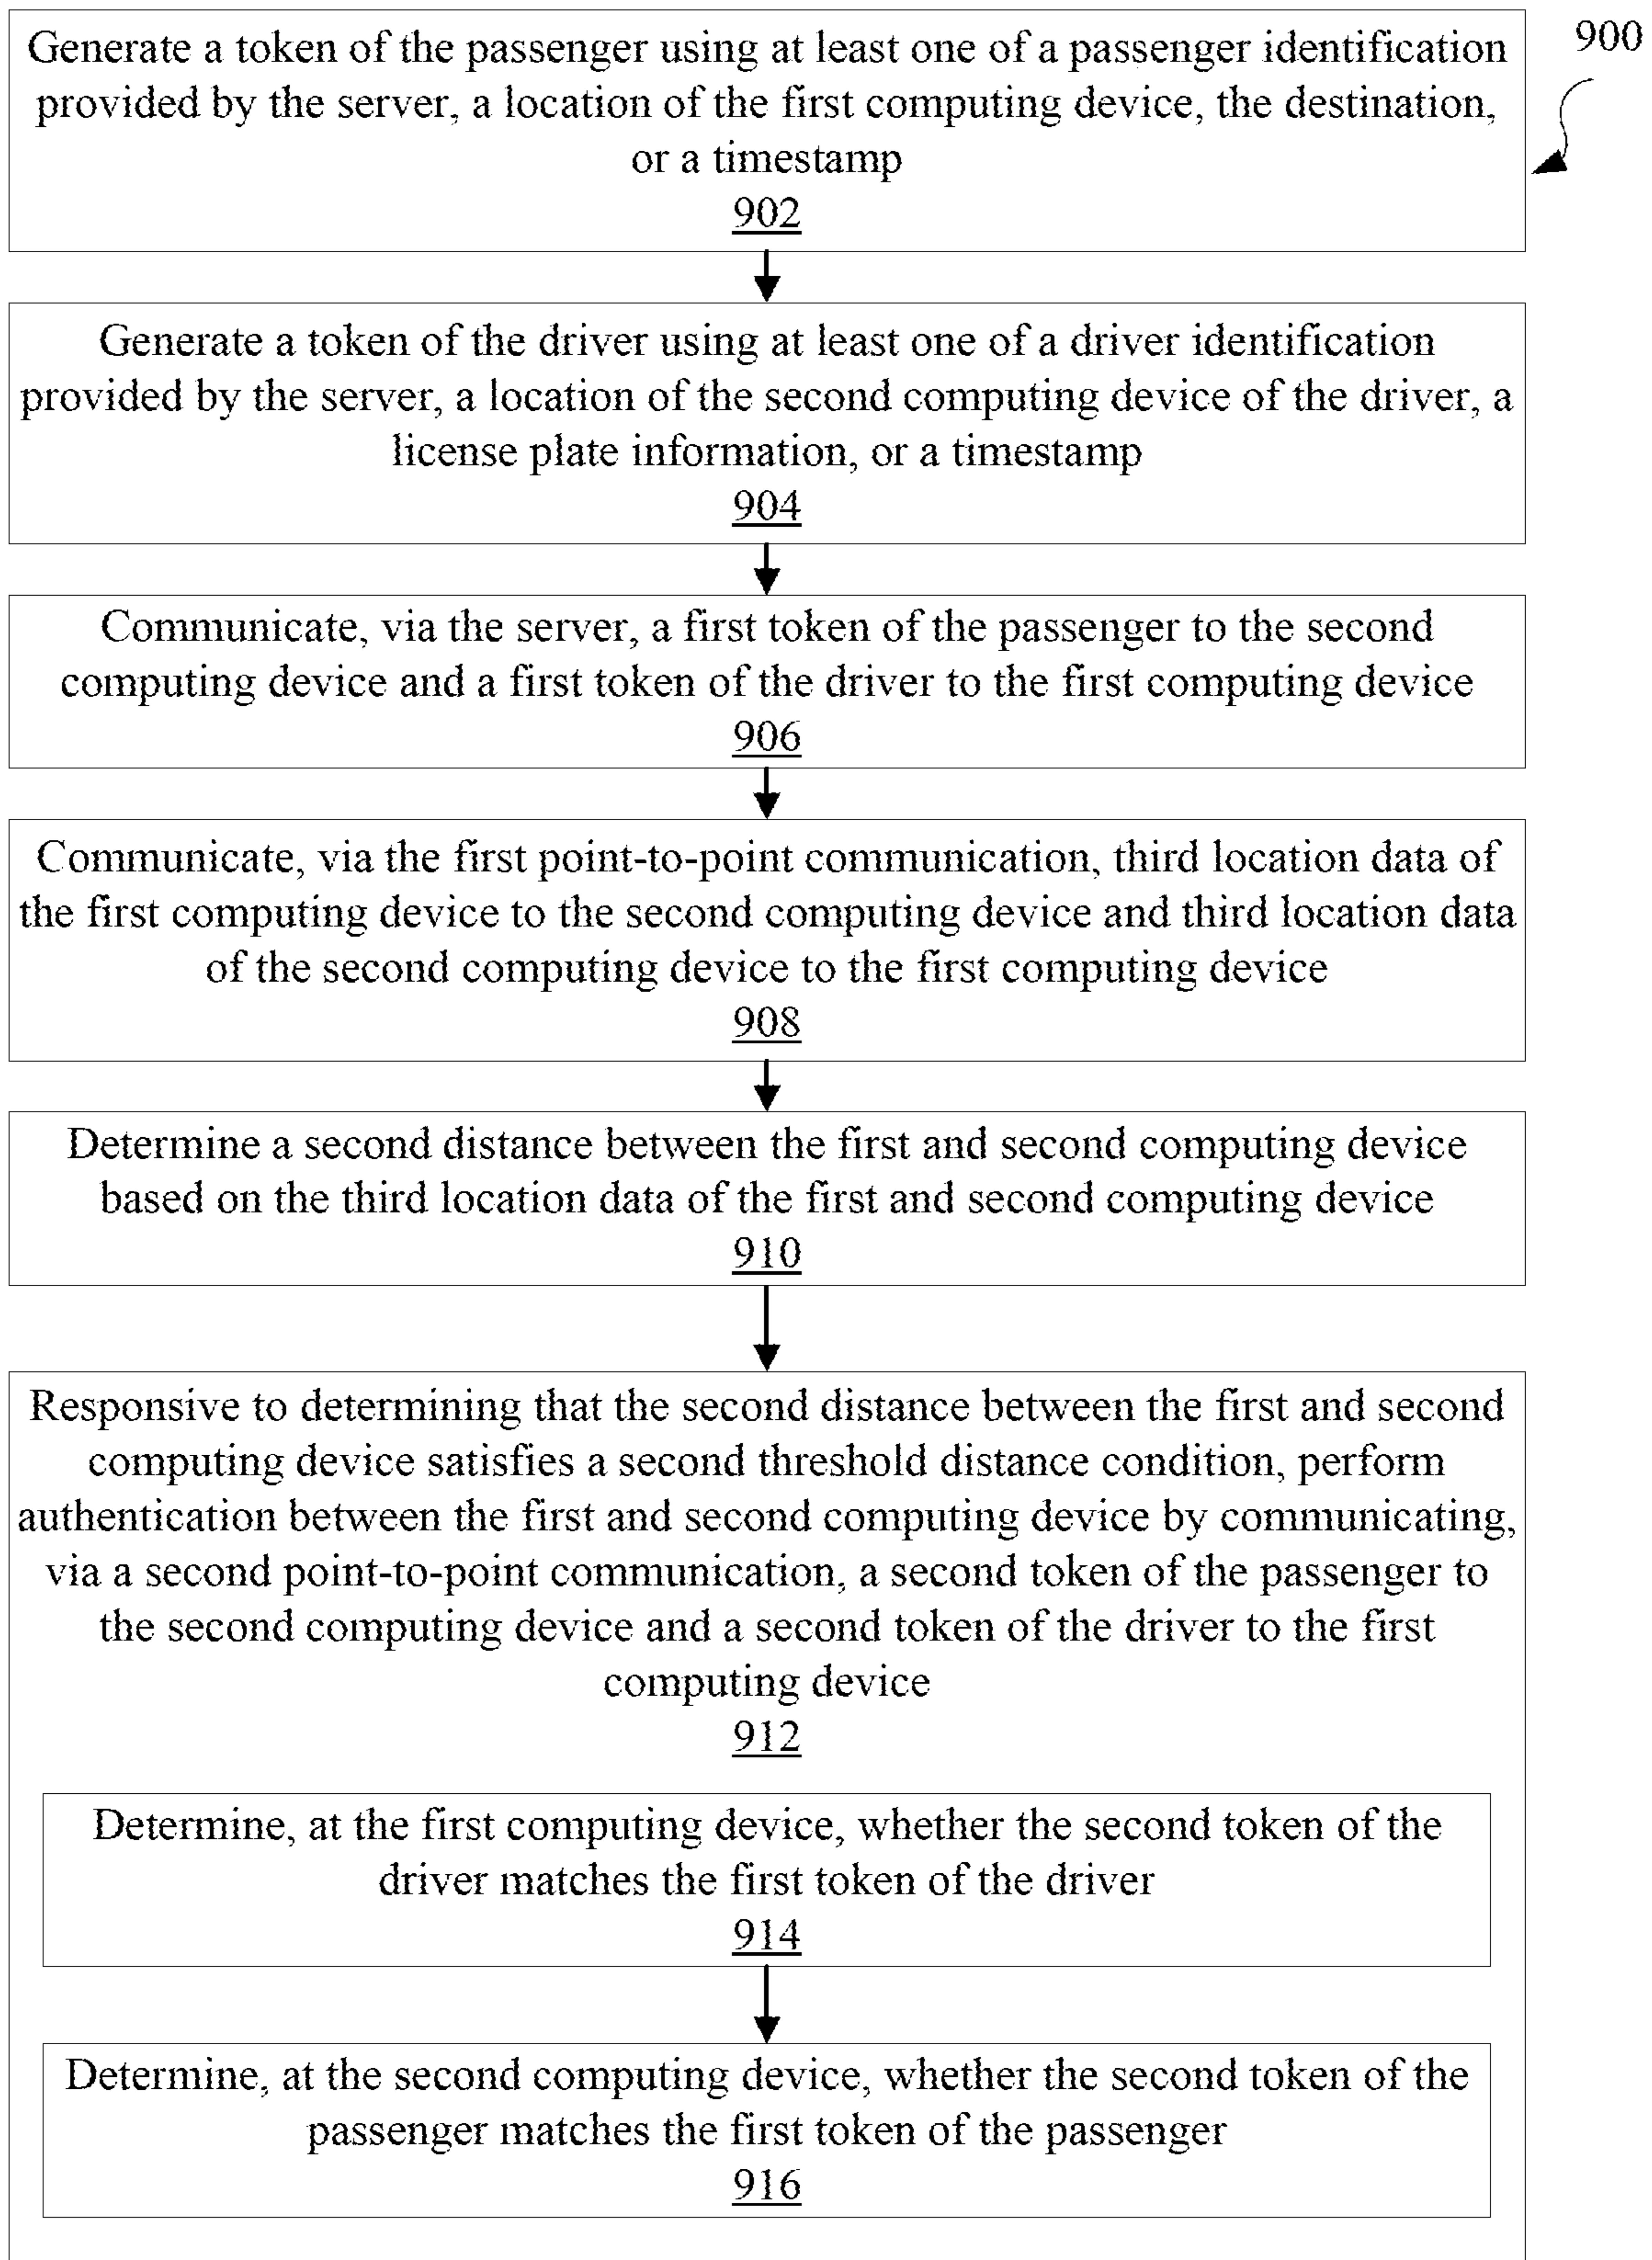 Generate a token of the passenger using at least one of a passenger identification
provided by the server, a location of the first computing device, the destination,
or a timestamp
902
900
Generate a token of the driver using at least one of a driver identification
provided by the server, a location of the second computing device of the driver, a
license plate information, or a timestamp
904
Communicate, via the server, a first token of the passenger to the second
computing device and a first token of the driver to the first computing device
906
Communicate, via the first point-to-point communication, third location data of
the first computing device to the second computing device and third location data
of the second computing device to the first computing device
908
Determine a second distance between the first and second computing device
based on the third location data of the first and second computing device
910
Responsive to determining that the second distance between the first and second
computing device satisfies a second threshold distance condition, perform
authentication between the first and second computing device by communicating,
via a second point-to-point communication, a second token of the passenger to
the second computing device and a second token of the driver to the first
computing device
912
Determine, at the first computing device, whether the second token of the
driver matches the first token of the driver
914
Determine, at the second computing device, whether the second token of the
passenger matches the first token of the passenger
916